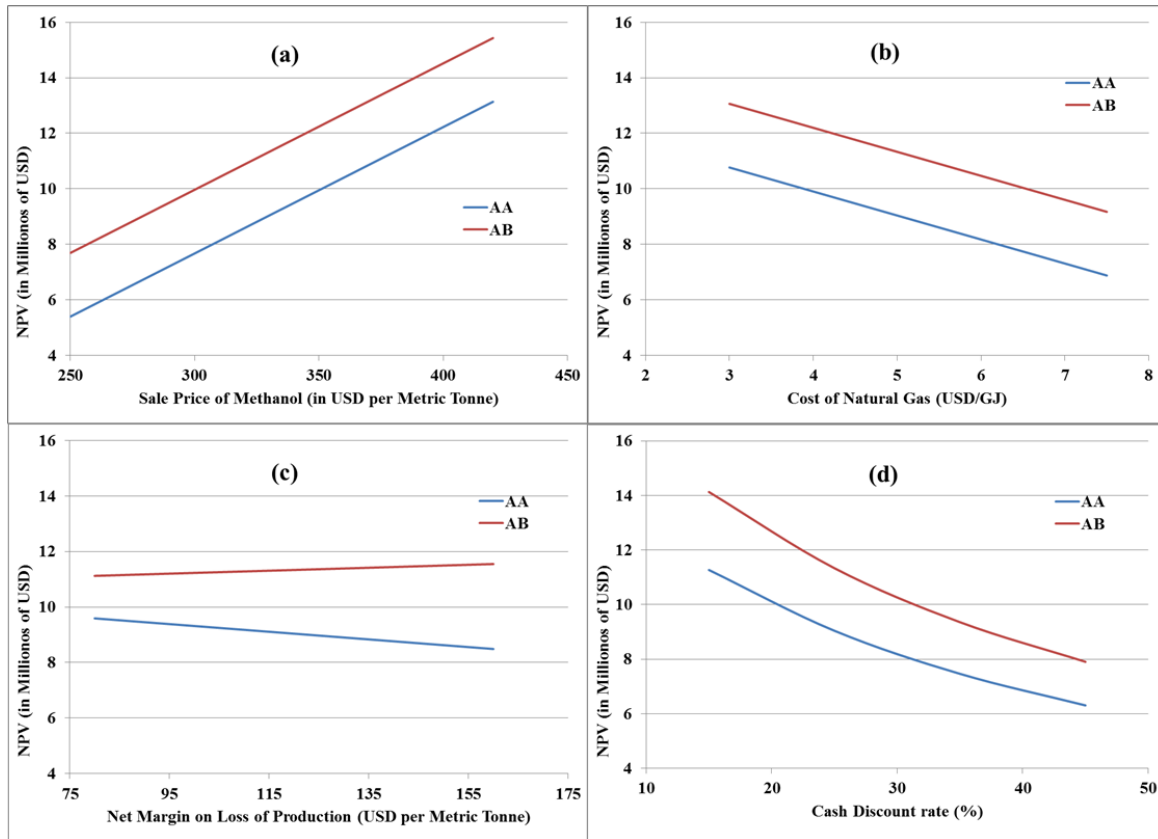 (a)
16
14
12
10
8
6
4
NPV (in Millionos of USD)
AA
AB
250 300 350 400 450
Sale Price of Methanol (in USD per Metric Tonne)
(b)
16
14
12
10
8
6
4
NPV (in Millionos of USD)
AA
AB
2 3 4 5 6 7 8
Cost of Natural Gas (USD/GJ)
(c)
16
14
12
10
8
6
4
NPV (in Millionos of USD)
AA
AB
75 95 115 135 155 175
Net Margin on Loss of Production (USD per Metric Tonne)
(d)
16
14
12
10
8
6
4
NPV (in Millionos of USD)
AA
AB
10 20 30 40 50
Cash Discount rate (%)